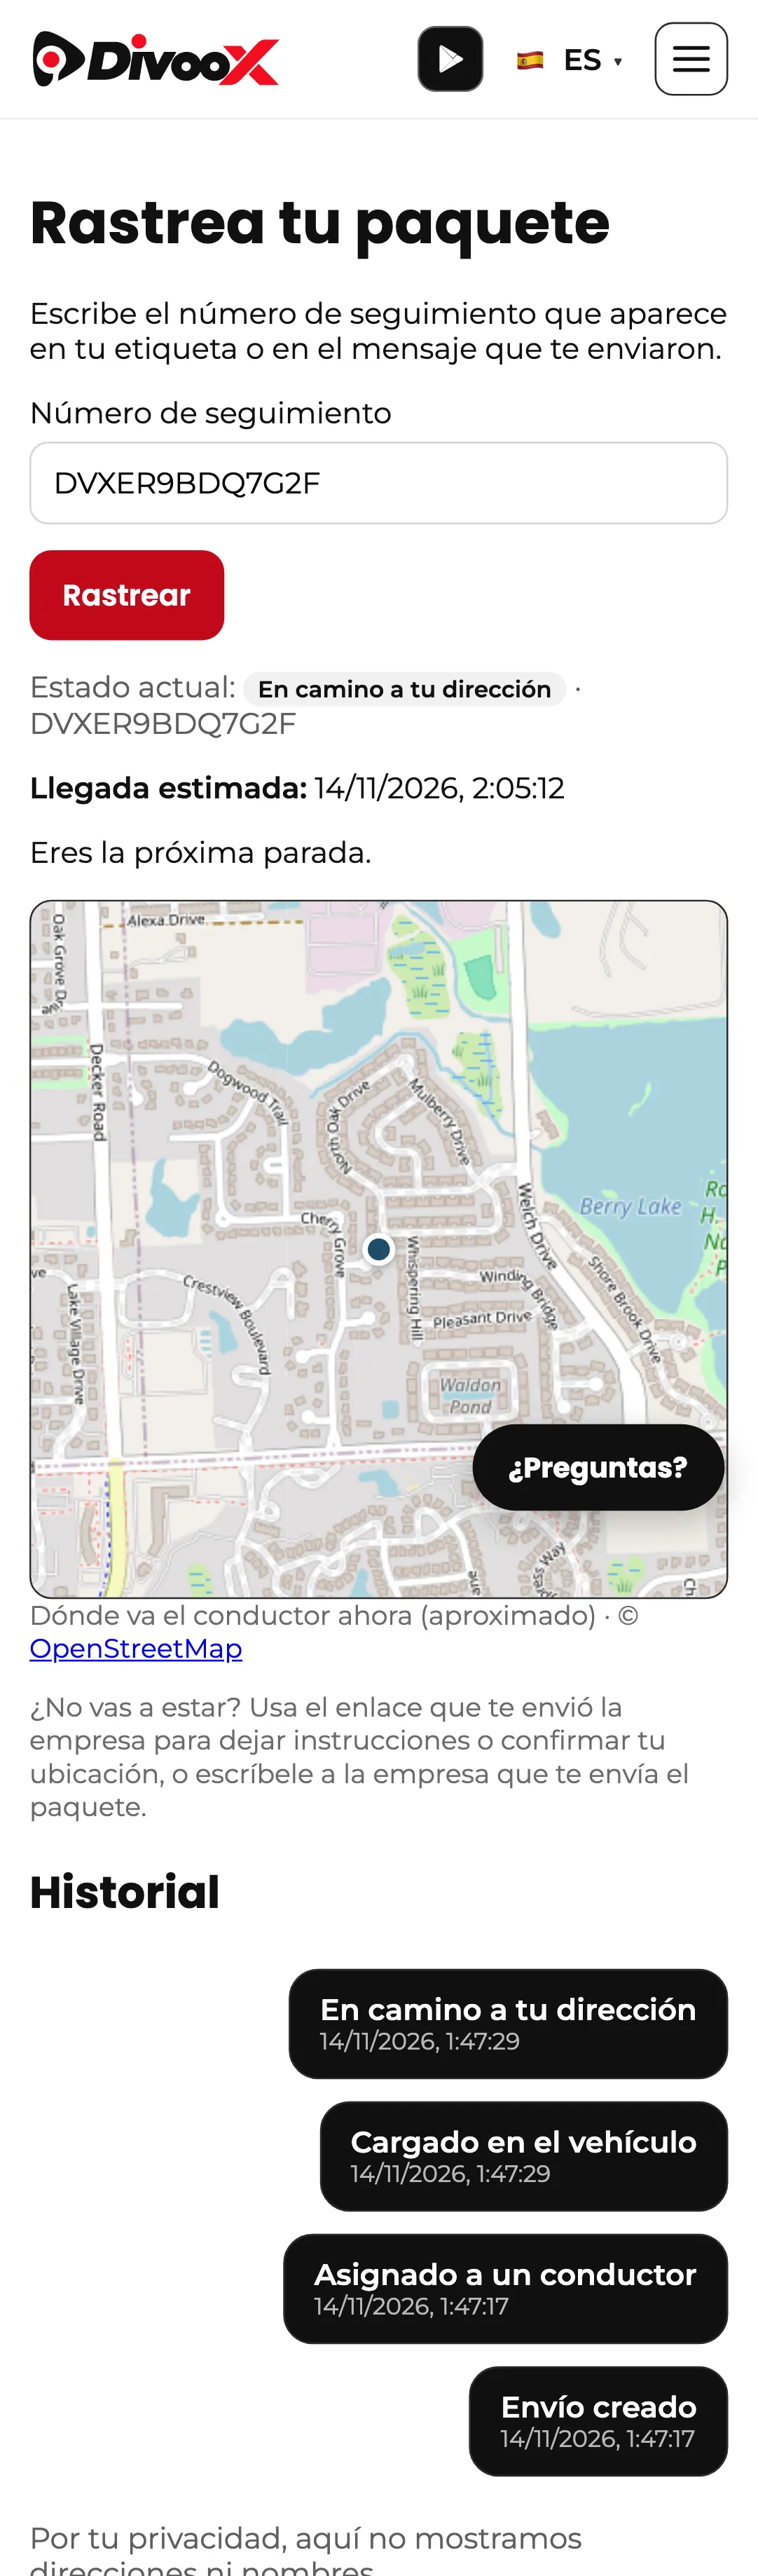 DivooX
ES
Rastrea tu paquete
Escribe el número de seguimiento que aparece
en tu etiqueta o en el mensaje que te enviaron.
Número de seguimiento
DVXER9BDQ7G2F
Rastrear
Estado actual: En camino a tu dirección ·
DVXER9BDQ7G2F
Llegada estimada: 14/11/2026, 2:05:12
Eres la próxima parada.
Alexa Drive
Oak Grove Dr
Decker Road
Dogwood Trail
North Oak Drive
Mulberry Drive
Welch Drive
Berry Lake
Cherry Grove
Whispering Hill
Winding Bridge
Shore Brook Drive
Crestview Boulevard
Lake Village Drive
Pleasant Drive
Waldon
Pond
¿Preguntas?
Dónde va el conductor ahora (aproximado) · ©
OpenStreetMap
¿No vas a estar? Usa el enlace que te envió la
empresa para dejar instrucciones o confirmar tu
ubicación, o escríbele a la empresa que te envía el
paquete.
Historial
En camino a tu dirección
14/11/2026, 1:47:29
Cargado en el vehículo
14/11/2026, 1:47:29
Asignado a un conductor
14/11/2026, 1:47:17
Envío creado
14/11/2026, 1:47:17
Por tu privacidad, aquí no mostramos
direcciones ni nombres